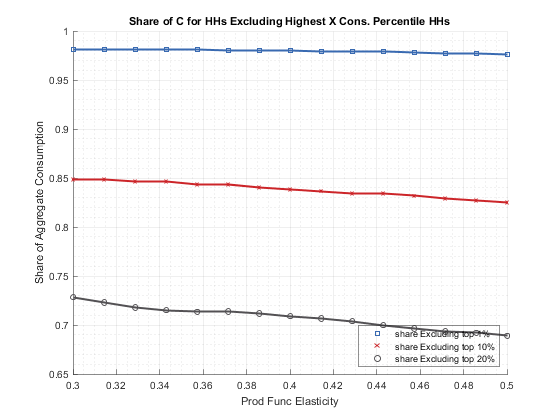 Share of C for HHs Excluding Highest X Cons. Percentile HHs
1
0.95
0.9
0.85
0.8
0.75
0.7
0.65
Share of Aggregate Consumption
share Excluding top 1%
share Excluding top 10%
share Excluding top 20%
0.3 0.32 0.34 0.36 0.38 0.4 0.42 0.44 0.46 0.48 0.5
Prod Func Elasticity